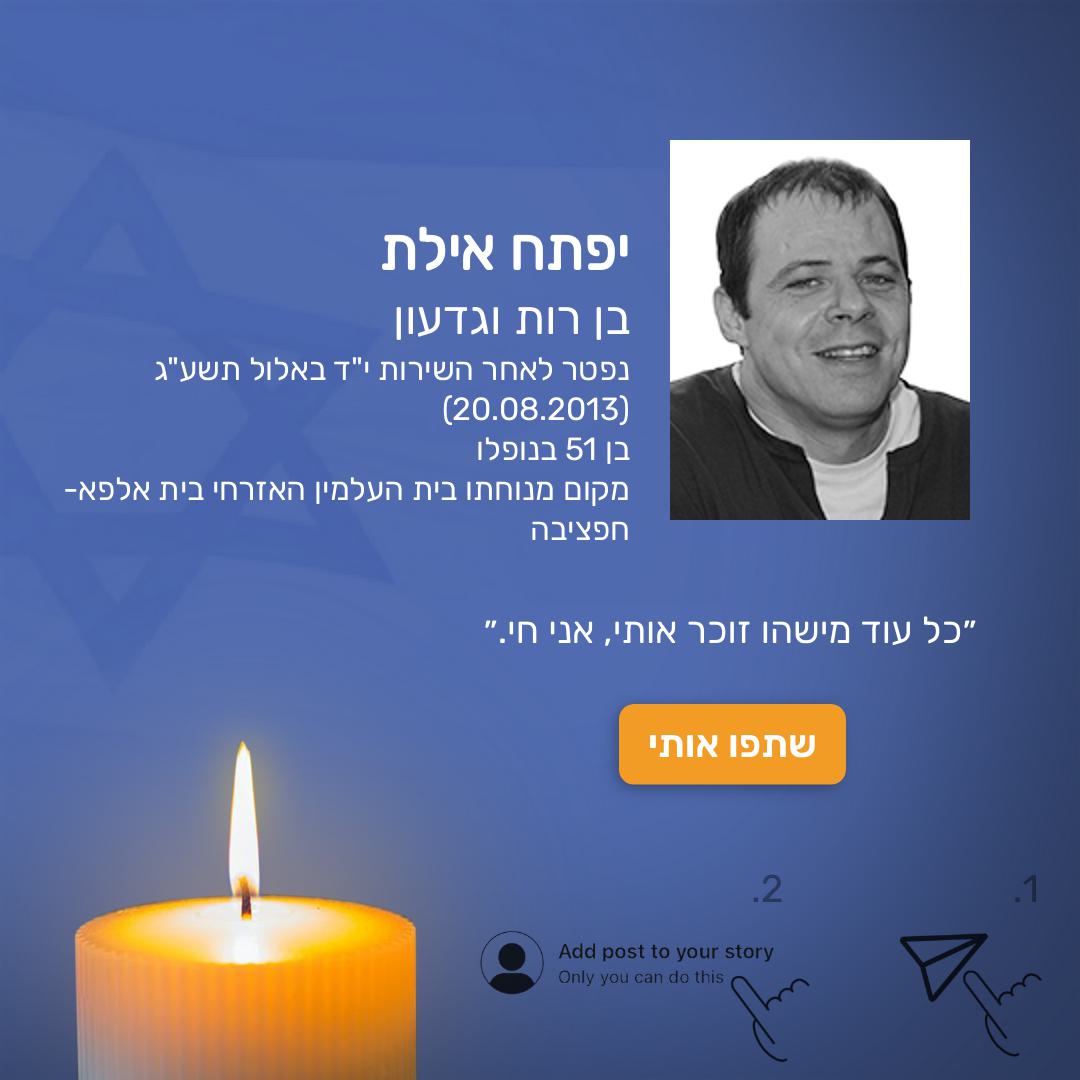 יפתח אילת
בן רות וגדעון
נפטר לאחר השירות י"ד באלול תשע"ג
(20.08.2013)
בן 51 בנופלו
מקום מנוחתו בית העלמין האזרחי בית אלפא-
חפציבה
״כל עוד מישהו זוכר אותי, אני חי.״
שתפו אותי
1.
2.
Add post to your story
Only you can do this